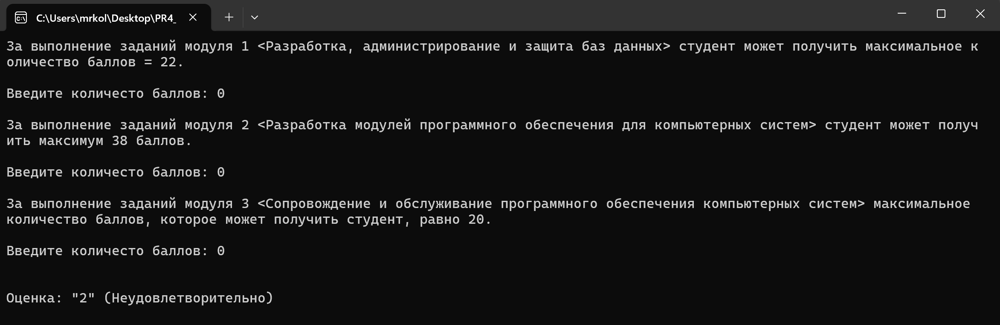 C:\Users\mrkol\Desktop\PR4_
За выполнение заданий модуля 1 <Разработка, администрирование и защита баз данных> студент может получить максимальное к
оличество баллов = 22.
Введите количесто баллов: 0
За выполнение заданий модуля 2 <Разработка модулей программного обеспечения для компьютерных систем> студент может получ
ить максимум 38 баллов.
Введите количесто баллов: 0
За выполнение заданий модуля 3 <Сопровождение и обслуживание программного обеспечения компьютерных систем> максимальное
количество баллов, которое может получить студент, равно 20.
Введите количесто баллов: 0
Оценка: "2" (Неудовлетворительно)